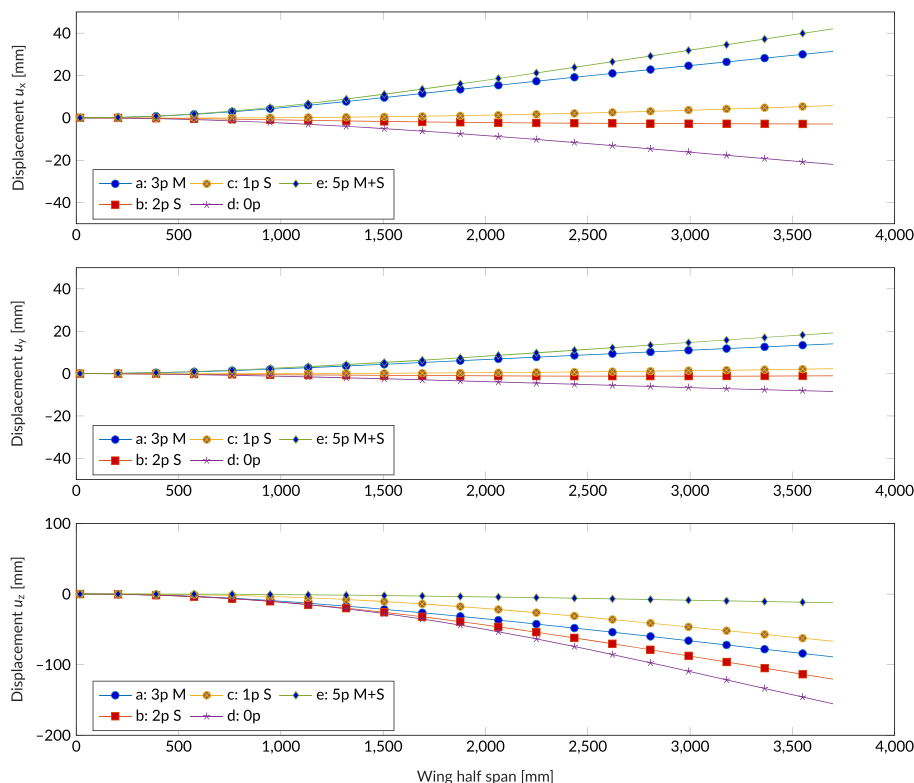 40
20
0
−20
−40
Displacement uₓ [mm]
a: 3p M c: 1p S e: 5p M+S
b: 2p S d: 0p
0 500 1,000 1,500 2,000 2,500 3,000 3,500 4,000
40
20
0
−20
−40
Displacement u_y [mm]
a: 3p M c: 1p S e: 5p M+S
b: 2p S d: 0p
0 500 1,000 1,500 2,000 2,500 3,000 3,500 4,000
100
0
−100
−200
Displacement u_z [mm]
a: 3p M c: 1p S e: 5p M+S
b: 2p S d: 0p
0 500 1,000 1,500 2,000 2,500 3,000 3,500 4,000
Wing half span [mm]